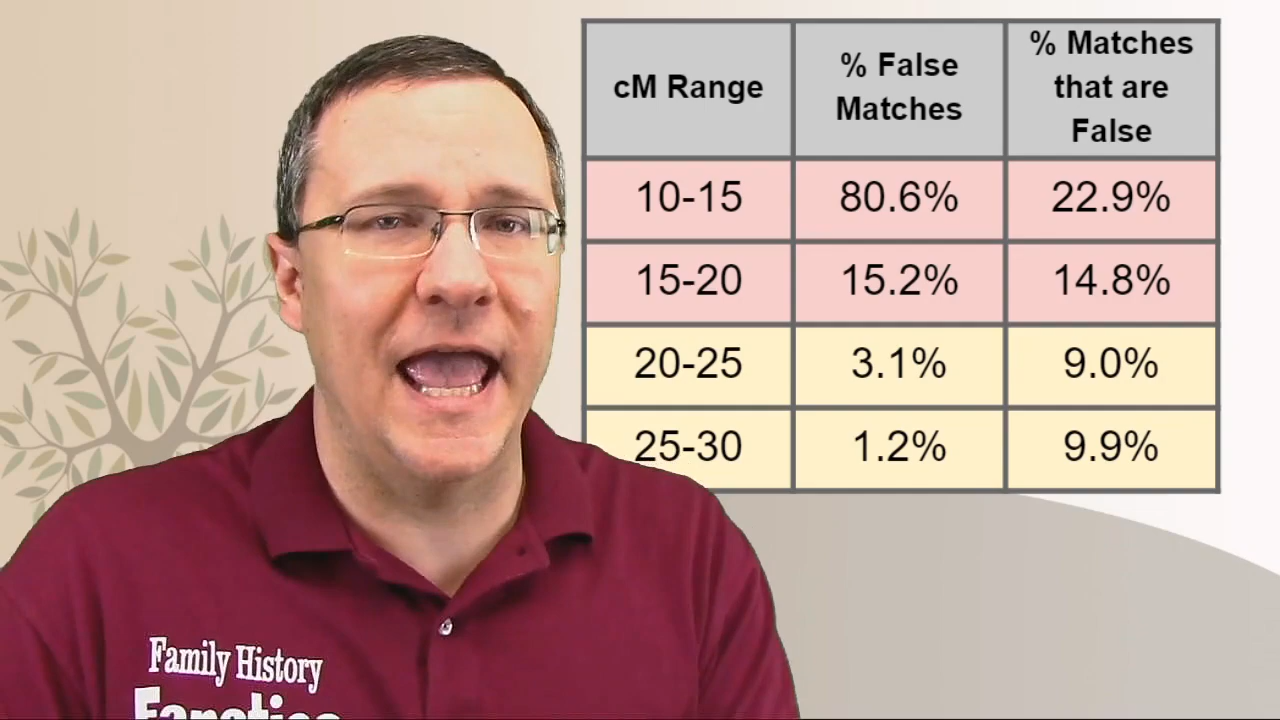 cM Range
% False
Matches
% Matches
that are
False
10-15
80.6%
22.9%
15-20
15.2%
14.8%
20-25
3.1%
9.0%
25-30
1.2%
9.9%
Family History